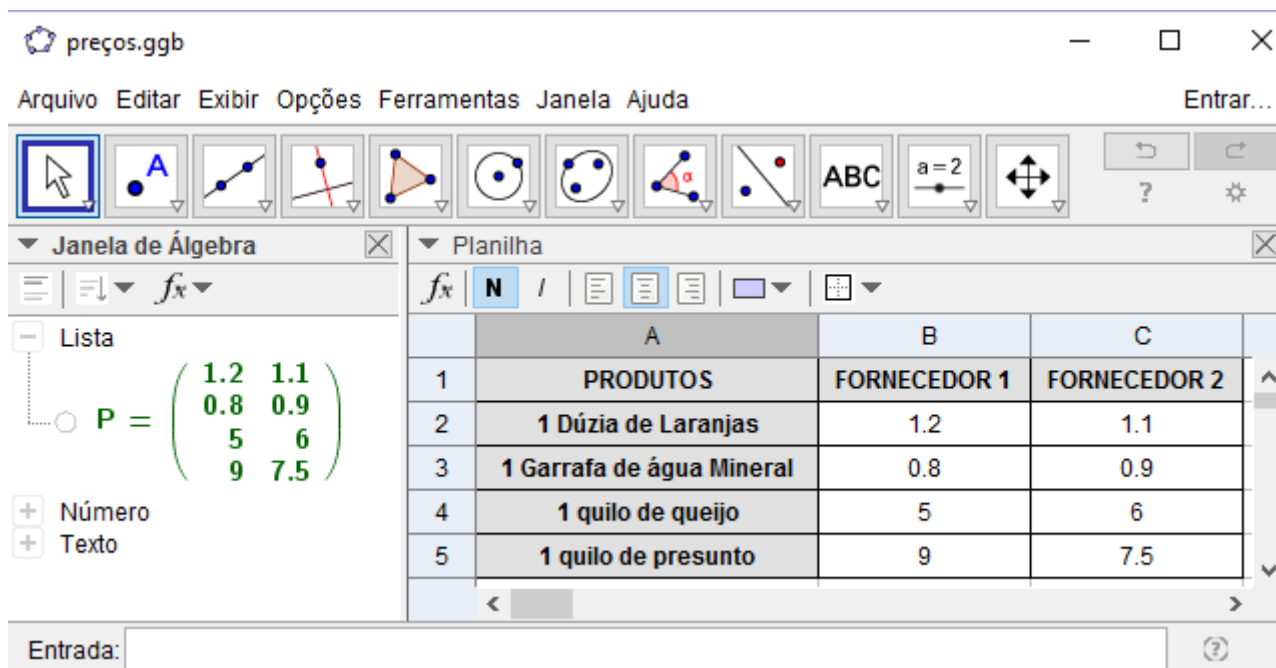 preços.ggb
Arquivo Editar Exibir Opções Ferramentas Janela Ajuda Entrar...
A α ABC a=2 ?
Janela de Álgebra Planilha
fx fx N I
Lista
P = ( 1.2 1.1
0.8 0.9
5 6
9 7.5 )
Número
Texto
A B C
1 PRODUTOS FORNECEDOR 1 FORNECEDOR 2
2 1 Dúzia de Laranjas 1.2 1.1
3 1 Garrafa de água Mineral 0.8 0.9
4 1 quilo de queijo 5 6
5 1 quilo de presunto 9 7.5
Entrada: ?